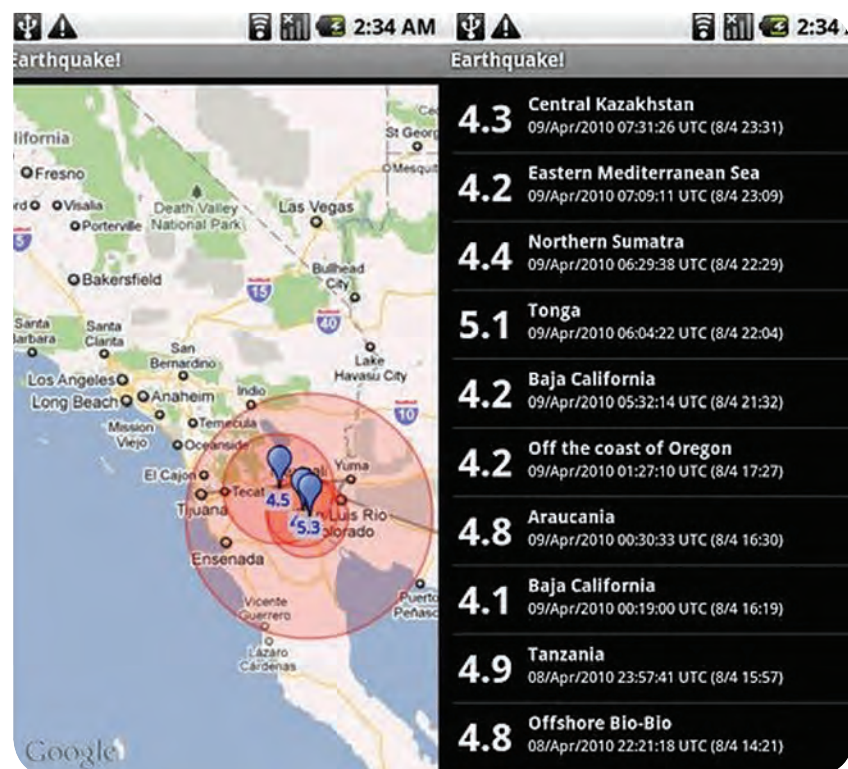 2:34 AM
Earthquake!
St Georg
lifornia
Fresno
Mesquit
Visalia
Death Valley
National Park
Las Vegas
Porterville
5
Bakersfield
Bullhead
City
15
40
Santa
arbara
Santa
Clarita
San
Bernardino
Lake
Havasu City
Los Angeles
Long Beach
Anaheim
Indio
10
Mission
Viejo
Temecula
Oceanside
El Cajon
Yuma
Tecat
Tijuana
4.5
5.3
Luis Rio
olorado
Ensenada
Vicente
Guerrero
Puerto
Peñasc
Lázaro
Cárdenas
Google
2:34
Earthquake!
4.3 Central Kazakhstan
09/Apr/2010 07:31:26 UTC (8/4 23:31)
4.2 Eastern Mediterranean Sea
09/Apr/2010 07:09:11 UTC (8/4 23:09)
4.4 Northern Sumatra
09/Apr/2010 06:29:38 UTC (8/4 22:29)
5.1 Tonga
09/Apr/2010 06:04:22 UTC (8/4 22:04)
4.2 Baja California
09/Apr/2010 05:32:14 UTC (8/4 21:32)
4.2 Off the coast of Oregon
09/Apr/2010 01:27:10 UTC (8/4 17:27)
4.8 Araucania
09/Apr/2010 00:30:33 UTC (8/4 16:30)
4.1 Baja California
09/Apr/2010 00:19:00 UTC (8/4 16:19)
4.9 Tanzania
08/Apr/2010 23:57:41 UTC (8/4 15:57)
4.8 Offshore Bio-Bio
08/Apr/2010 22:21:18 UTC (8/4 14:21)